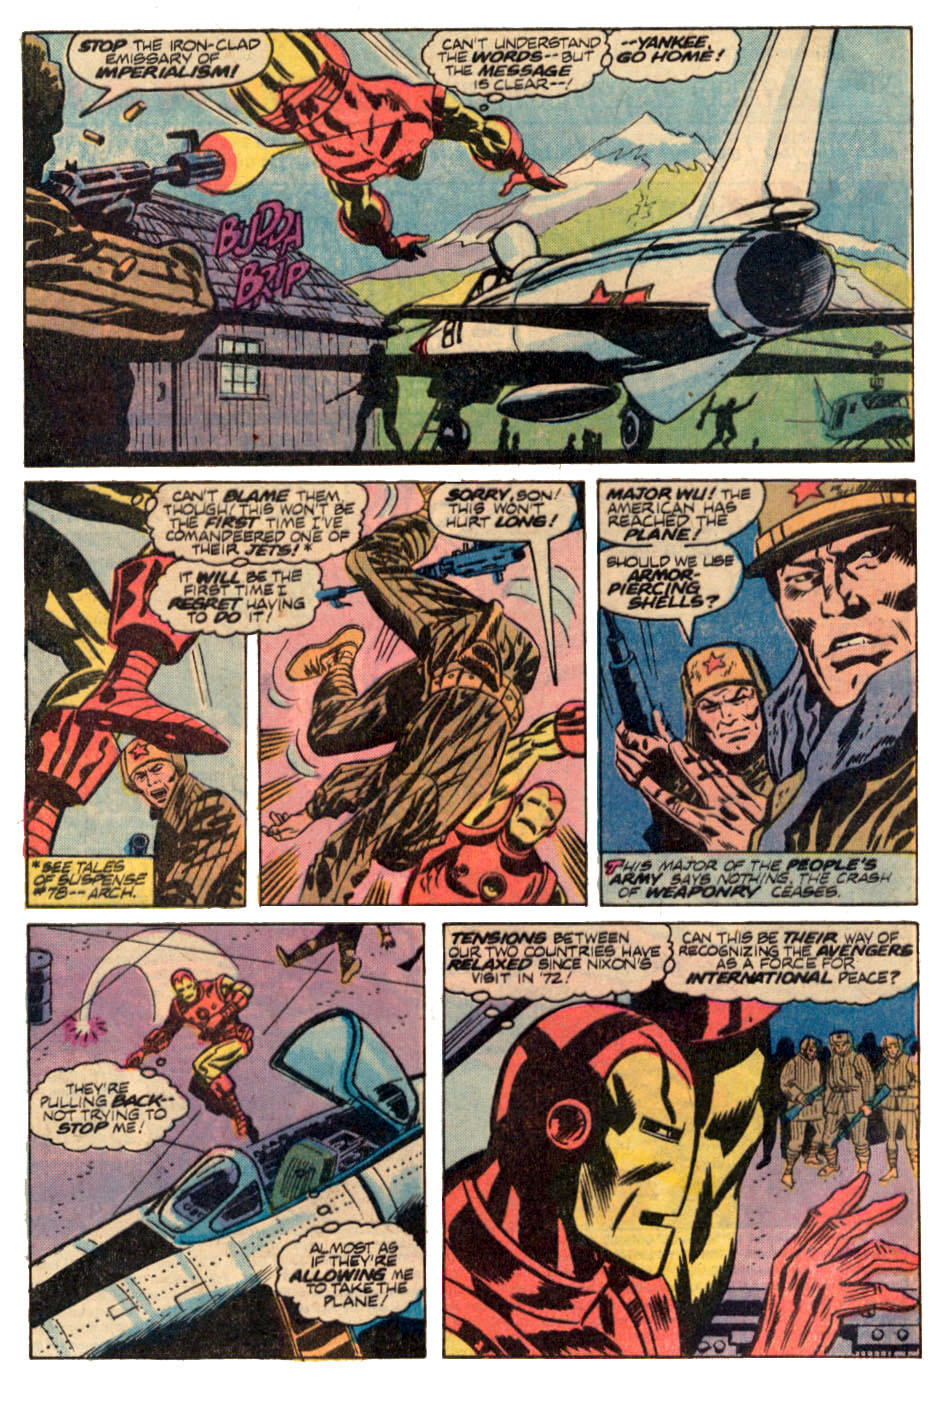 STOP THE IRON-CLAD
EMISSARY OF
IMPERIALISM!
CAN'T UNDERSTAND
THE WORDS-- BUT
THE MESSAGE
IS CLEAR--!
--YANKEE
GO HOME!
BUDDA
BRIP
81
CAN'T BLAME THEM,
THOUGH! THIS WON'T BE
THE FIRST TIME I'VE
COMANDEERED ONE OF
THEIR JETS!*
IT WILL BE THE
FIRST TIME I
REGRET HAVING
TO DO IT!
*SEE TALES
OF SUSPENSE
#78-- ARCH.
SORRY, SON!
THIS WON'T
HURT LONG!
MAJOR WU! THE
AMERICAN HAS
REACHED THE
PLANE!
SHOULD WE USE
ARMOR-
PIERCING
SHELLS?
THIS MAJOR OF THE PEOPLE'S
ARMY SAYS NOTHING. THE CRASH
OF WEAPONRY CEASES.
THEY'RE
PULLING BACK--
NOT TRYING TO
STOP ME!
ALMOST AS
IF THEY'RE
ALLOWING ME
TO TAKE THE
PLANE!
TENSIONS BETWEEN
OUR TWO COUNTRIES HAVE
RELAXED SINCE NIXON'S
VISIT IN '72!
CAN THIS BE THEIR WAY OF
RECOGNIZING THE AVENGERS
AS A FORCE FOR
INTERNATIONAL PEACE?